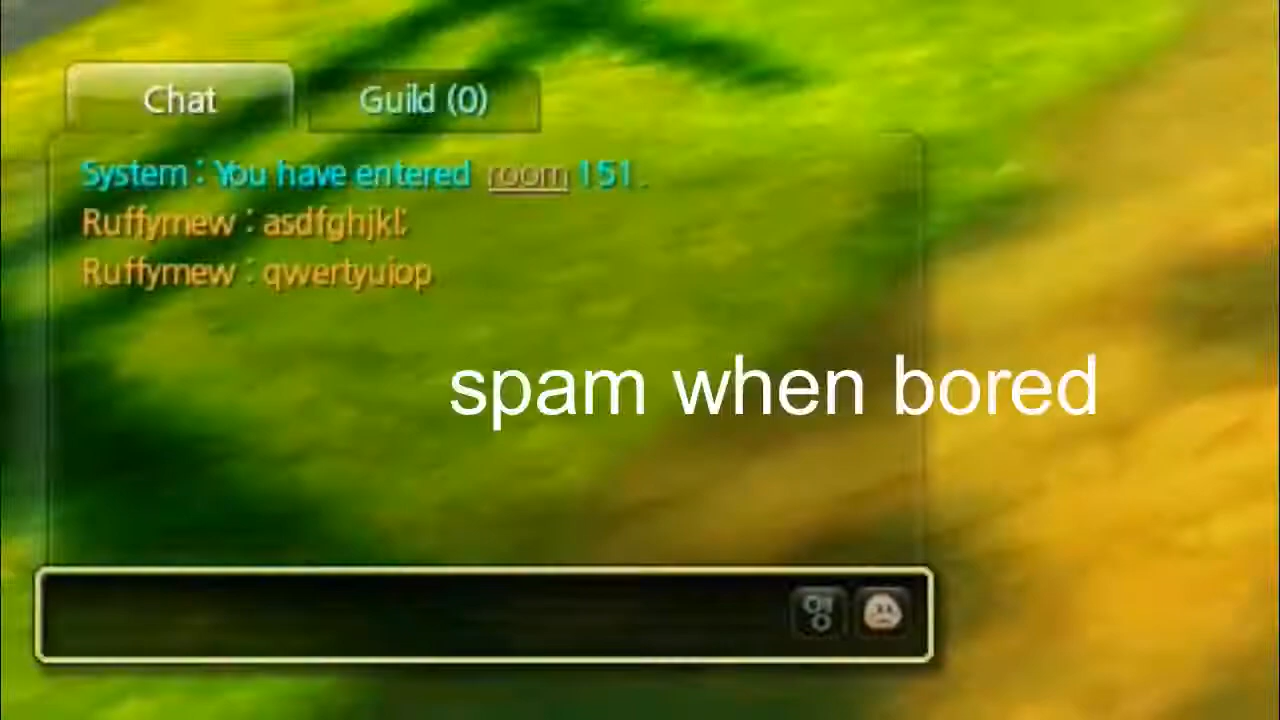 Chat
Guild (0)
System : You have entered room 151.
Ruffymew : asdfghjkl;
Ruffymew : qwertyuiop
spam when bored